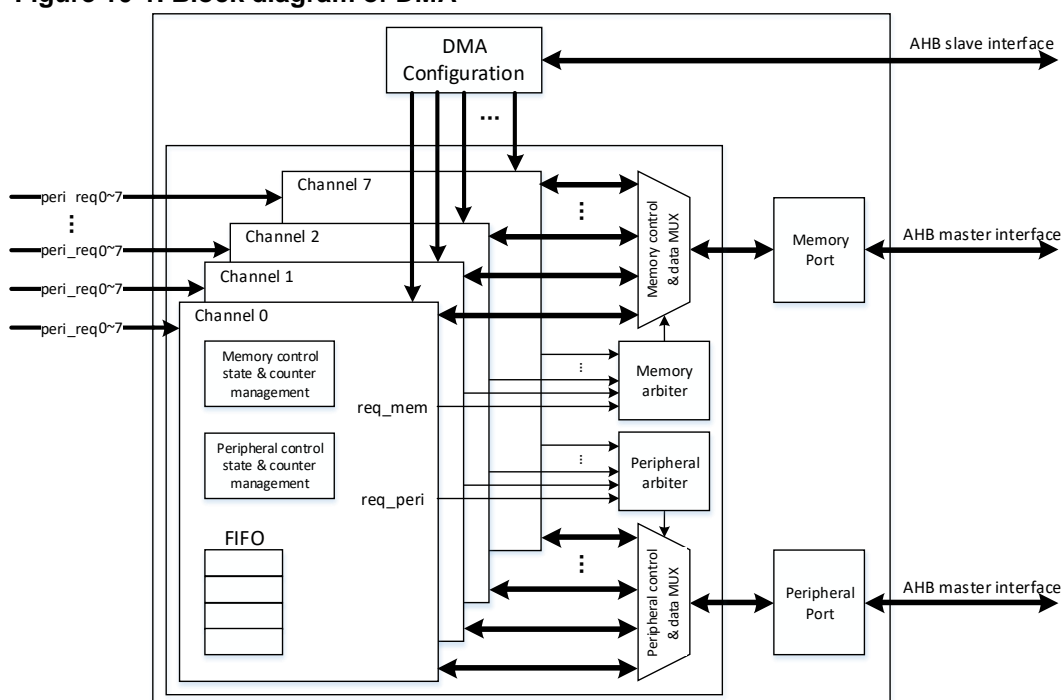 Figure 10-1. Block diagram of DMA
DMA
Configuration
AHB slave interface
...
Channel 7
peri_req0~7
...
...
Channel 2
peri_req0~7
Channel 1
peri_req0~7
Channel 0
peri_req0~7
Memory control
& data MUX
Memory
Port
AHB master interface
Memory control
state & counter
management
req_mem
...
Memory
arbiter
Peripheral control
state & counter
management
req_peri
...
Peripheral
arbiter
FIFO
...
Peripheral control
& data MUX
Peripheral
Port
AHB master interface